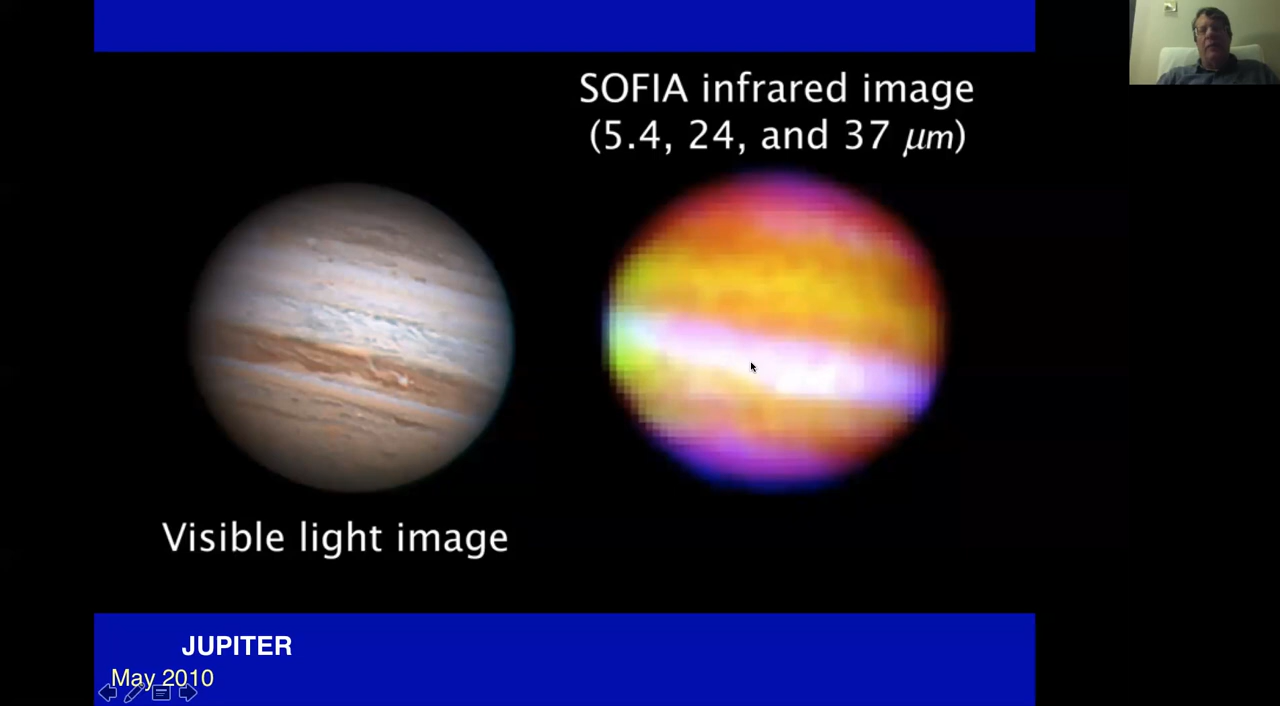 SOFIA infrared image
(5.4, 24, and 37 μm)
Visible light image
JUPITER
May 2010